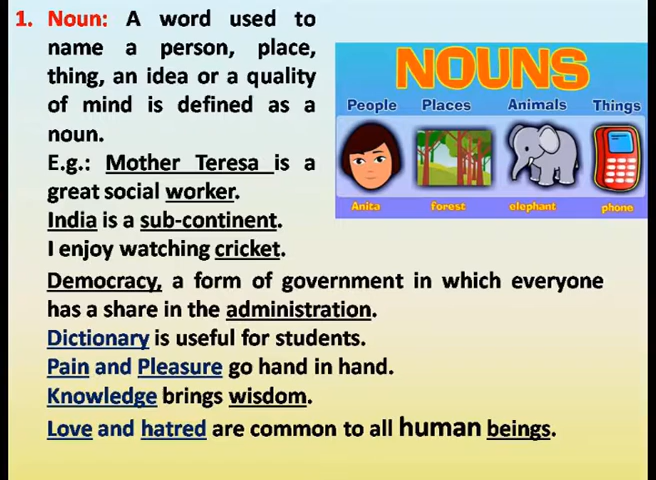 1. Noun: A word used to
name a person, place,
thing, an idea or a quality
of mind is defined as a
noun.
E.g.: Mother Teresa is a
great social worker.
India is a sub-continent.
I enjoy watching cricket.
NOUNS
People Places Animals Things
Anita forest elephant phone
Democracy, a form of government in which everyone
has a share in the administration.
Dictionary is useful for students.
Pain and Pleasure go hand in hand.
Knowledge brings wisdom.
Love and hatred are common to all human beings.